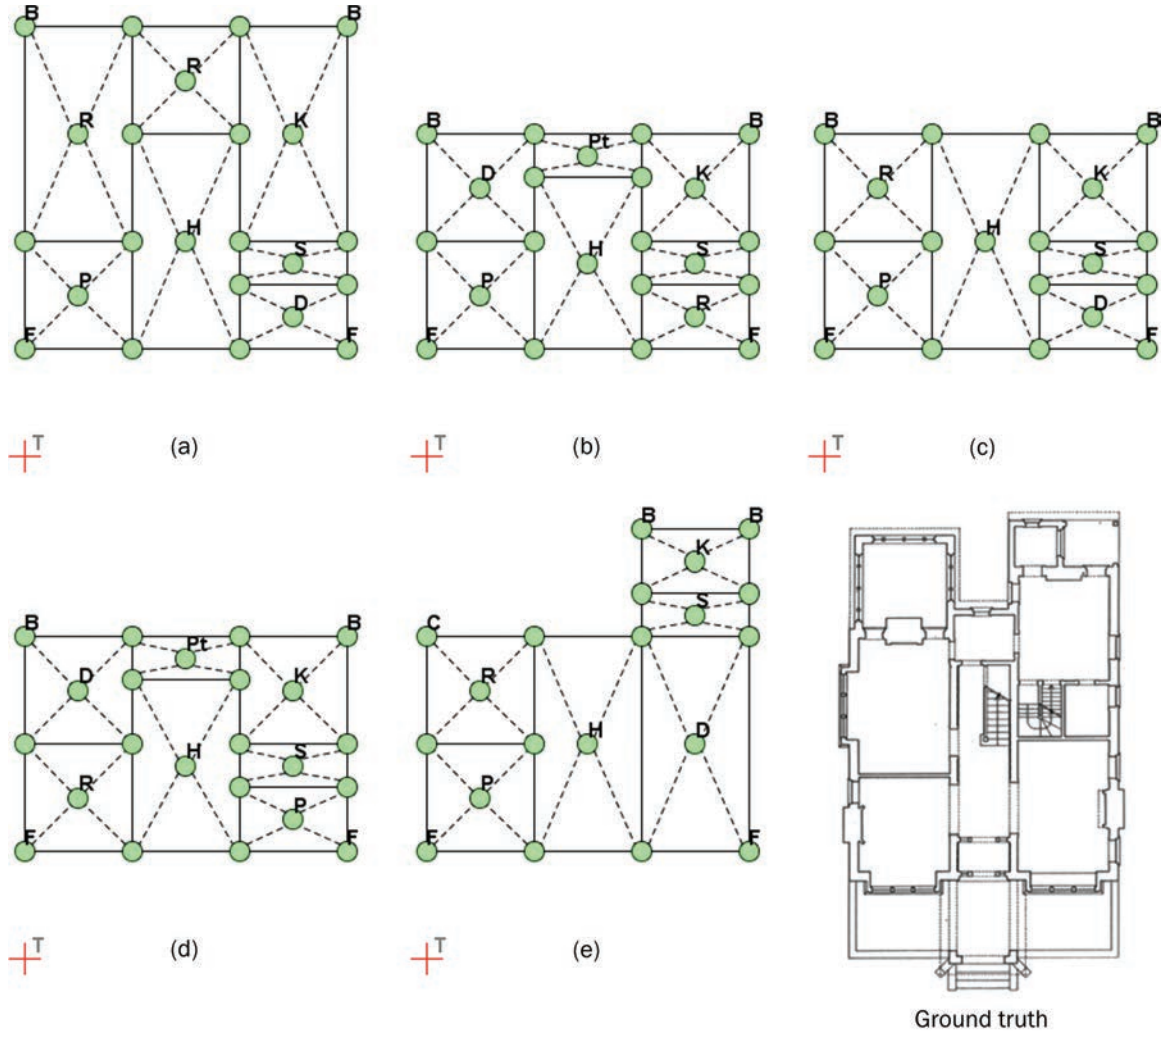 B B
R
R K
H
S
P
D
F F
T (a)
B B
Pt
D K
H S
P R
F F
T (b)
B B
R K
H S
P D
F F
T (c)
B B
Pt
D K
H S
R P
F F
T (d)
B B
K
S
C
R
H D
P
F F
T (e)
Ground truth